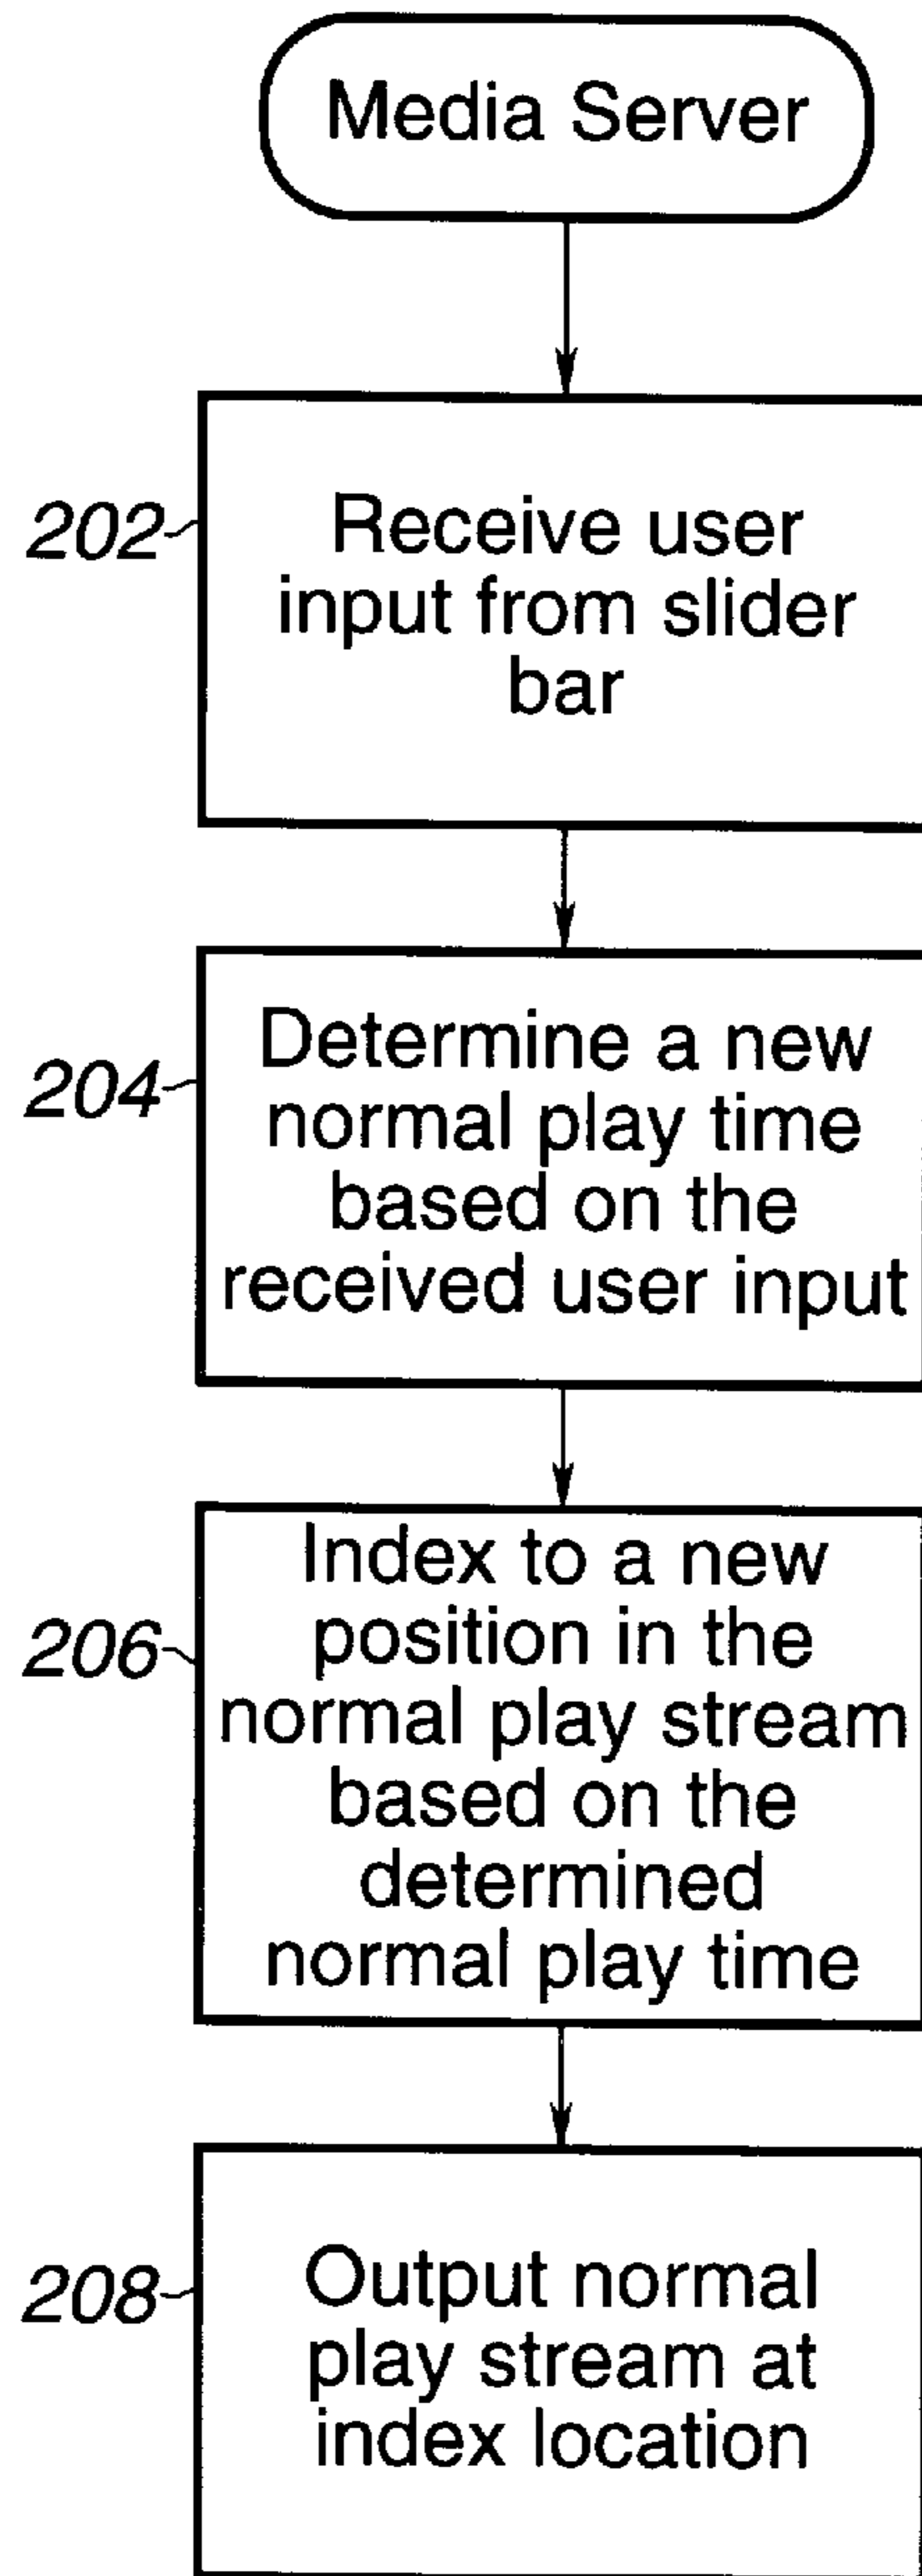 Media Server
202
Receive user
input from slider
bar
204
Determine a new
normal play time
based on the
received user input
206
Index to a new
position in the
normal play stream
based on the
determined
normal play time
208
Output normal
play stream at
index location